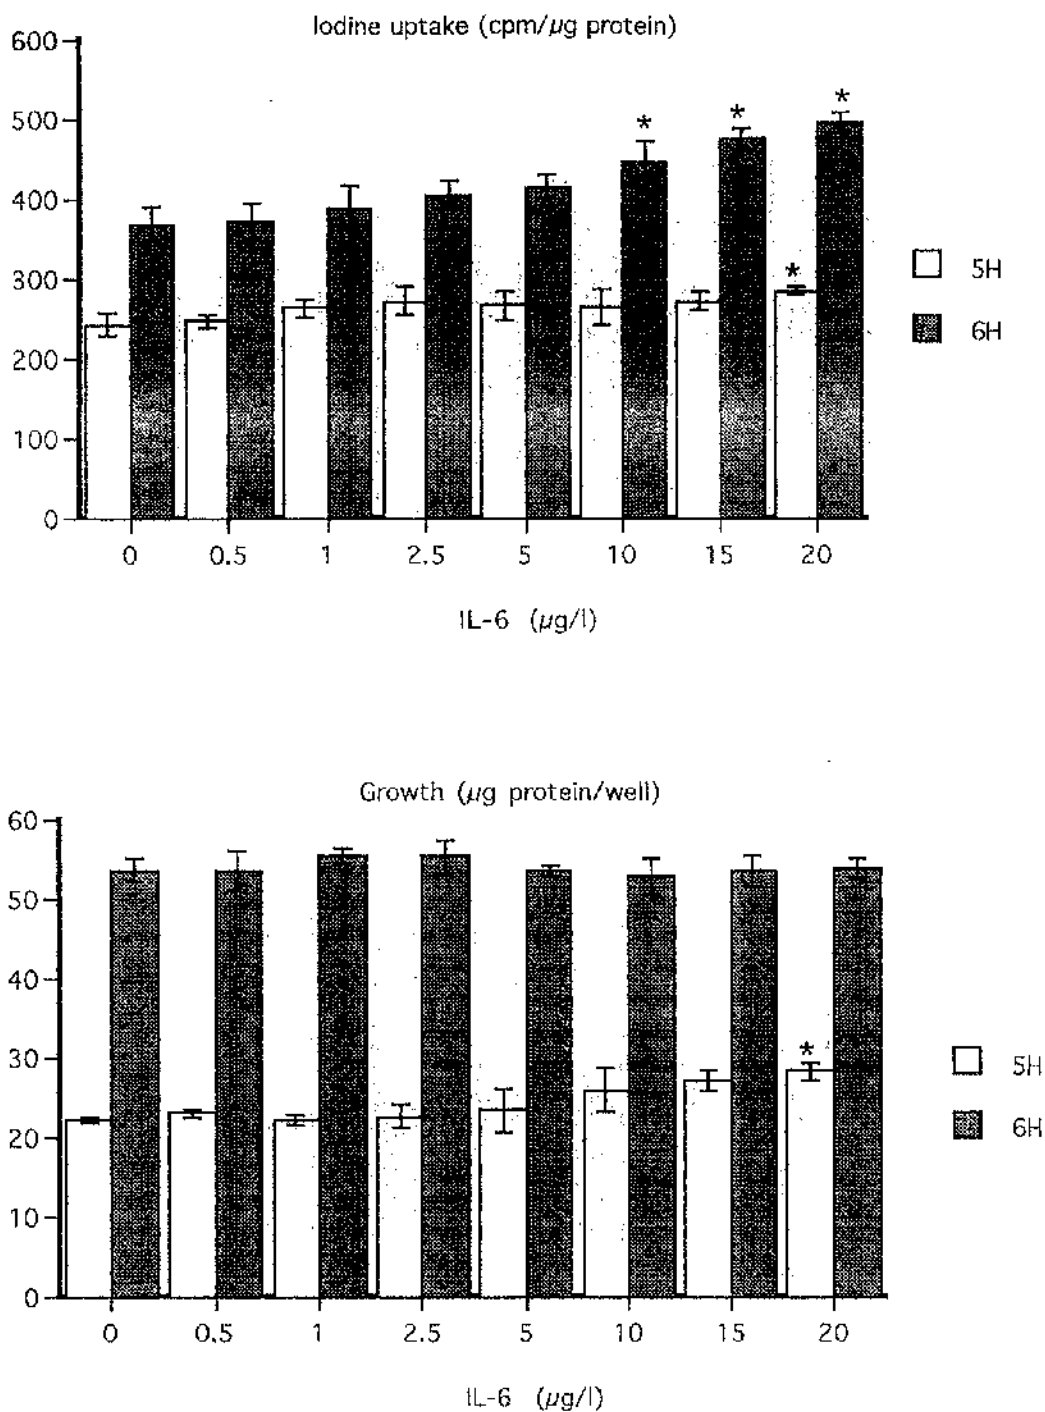 Iodine uptake (cpm/μg protein)
600
500
400
300
200
100
0
* * * *
5H
6H
0 0.5 1 2.5 5 10 15 20
IL-6 (μg/l)
Growth (μg protein/well)
60
50
40
30
20
10
0
*
5H
6H
0 0.5 1 2.5 5 10 15 20
IL-6 (μg/l)